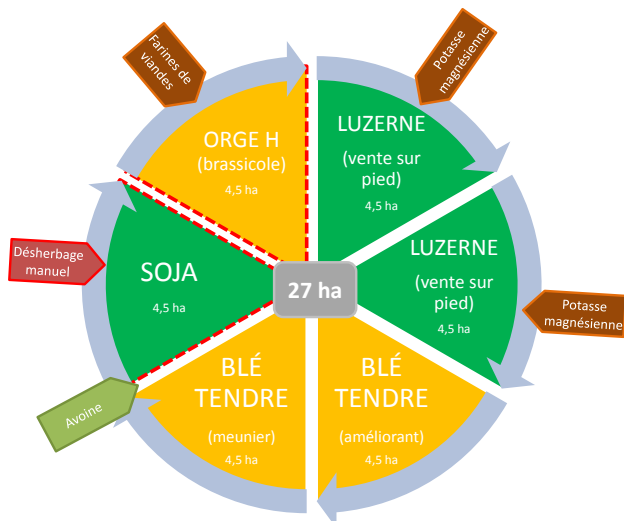 Farines de
viandes
Potasse
magnésienne
ORGE H
(brassicole)
4,5 ha
LUZERNE
(vente sur
pied)
4,5 ha
Désherbage
manuel
SOJA
4,5 ha
27 ha
LUZERNE
(vente sur
pied)
4,5 ha
Potasse
magnésienne
Avoine
BLÉ
TENDRE
(meunier)
4,5 ha
BLÉ
TENDRE
(améliorant)
4,5 ha